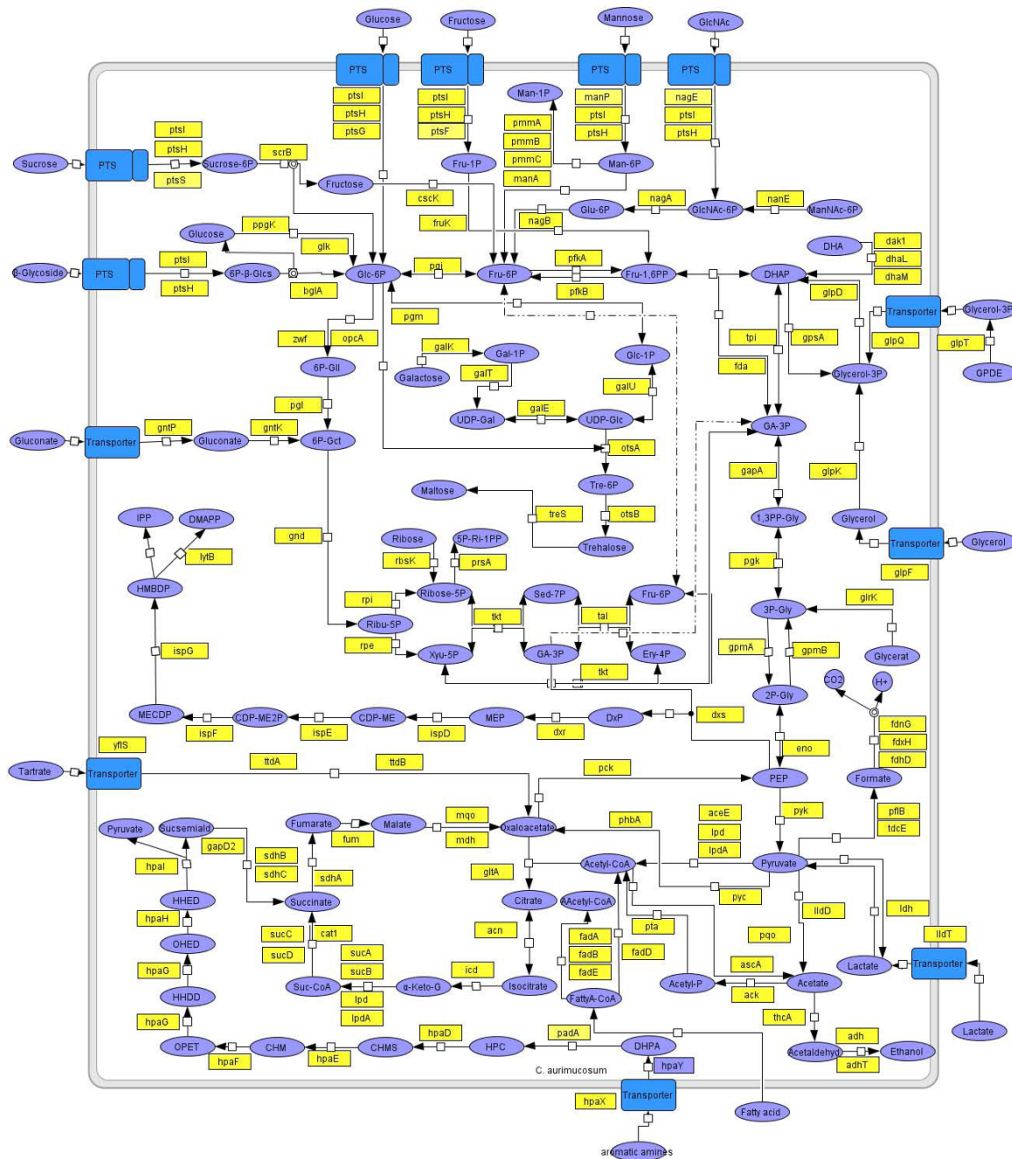 Glucose
Fructose
Mannose
GlcNAc
PTS
PTS
PTS
PTS
ptsI
ptsH
ptsG
ptsI
ptsH
ptsF
manP
ptsI
ptsH
nagE
ptsI
ptsH
Man-1P
pmmA
pmmB
pmmC
manA
Man-6P
Fru-1P
Sucrose
PTS
ptsI
ptsH
ptsS
Sucrose-6P
scrB
Fructose
cscK
fruK
Glu-6P
nagA
nagB
GlcNAc-6P
nanE
ManNAc-6P
Glucose
ppgK
glk
β-Glycoside
PTS
ptsI
ptsH
6P-β-Glcs
bglA
Glc-6P
pgi
Fru-6P
pfkA
pfkB
Fru-1,6PP
DHAP
DHA
dak1
dhaL
dhaM
glpD
Transporter
Glycerol-3P
glpQ
glpT
GPDE
pgm
zwf
opcA
galK
Gal-1P
Galactose
galT
Glc-1P
galU
tpi
gpsA
fda
Glycerol-3P
6P-Gll
pgl
UDP-Gal
galE
UDP-Glc
otsA
GA-3P
Gluconate
Transporter
gntP
Gluconate
gntK
6P-Gct
gapA
glpK
Maltose
treS
Tre-6P
otsB
Trehalose
1,3PP-Gly
Glycerol
Transporter
Glycerol
glpF
IPP
DMAPP
lytB
HMBDP
gnd
Ribose
rbsK
5P-Ri-1PP
prsA
pgk
rpi
Ribose-5P
Sed-7P
Fru-6P
3P-Gly
glrK
Ribu-5P
tkt
tal
rpe
Xyu-5P
GA-3P
Ery-4P
tkt
gpmA
gpmB
Glycerat
ispG
CO2
H+
2P-Gly
MECDP
ispF
CDP-ME2P
ispE
CDP-ME
ispD
MEP
dxr
DxP
dxs
fdnG
fdxH
fdhD
eno
yflS
Tartrate
Transporter
ttdA
ttdB
pck
PEP
Formate
pflB
tdcE
pyk
Pyruvate
Sucsemiald
gapD2
sdhB
sdhC
Fumarate
fum
Malate
mqo
mdh
Oxaloacetate
phbA
aceE
lpd
lpdA
Acetyl-CoA
Pyruvate
hpaI
sdhA
gltA
pyc
HHED
Succinate
Citrate
AAcetyl-CoA
lldD
ldh
hpaH
sucC
sucD
cat1
sucA
sucB
lpd
lpdA
acn
fadA
fadB
fadE
pta
fadD
pqo
lldT
OHED
icd
ascA
Lactate
Transporter
hpaG
Suc-CoA
α-Keto-G
Isocitrate
FattyA-CoA
Acetyl-P
ack
Acetate
HHDD
thcA
Lactate
hpaG
OPET
hpaF
CHM
hpaE
CHMS
hpaD
HPC
padA
DHPA
Acetaldehyd
adh
adhT
Ethanol
C. aurimucosum
hpaY
hpaX
Transporter
Fatty acid
aromatic amines